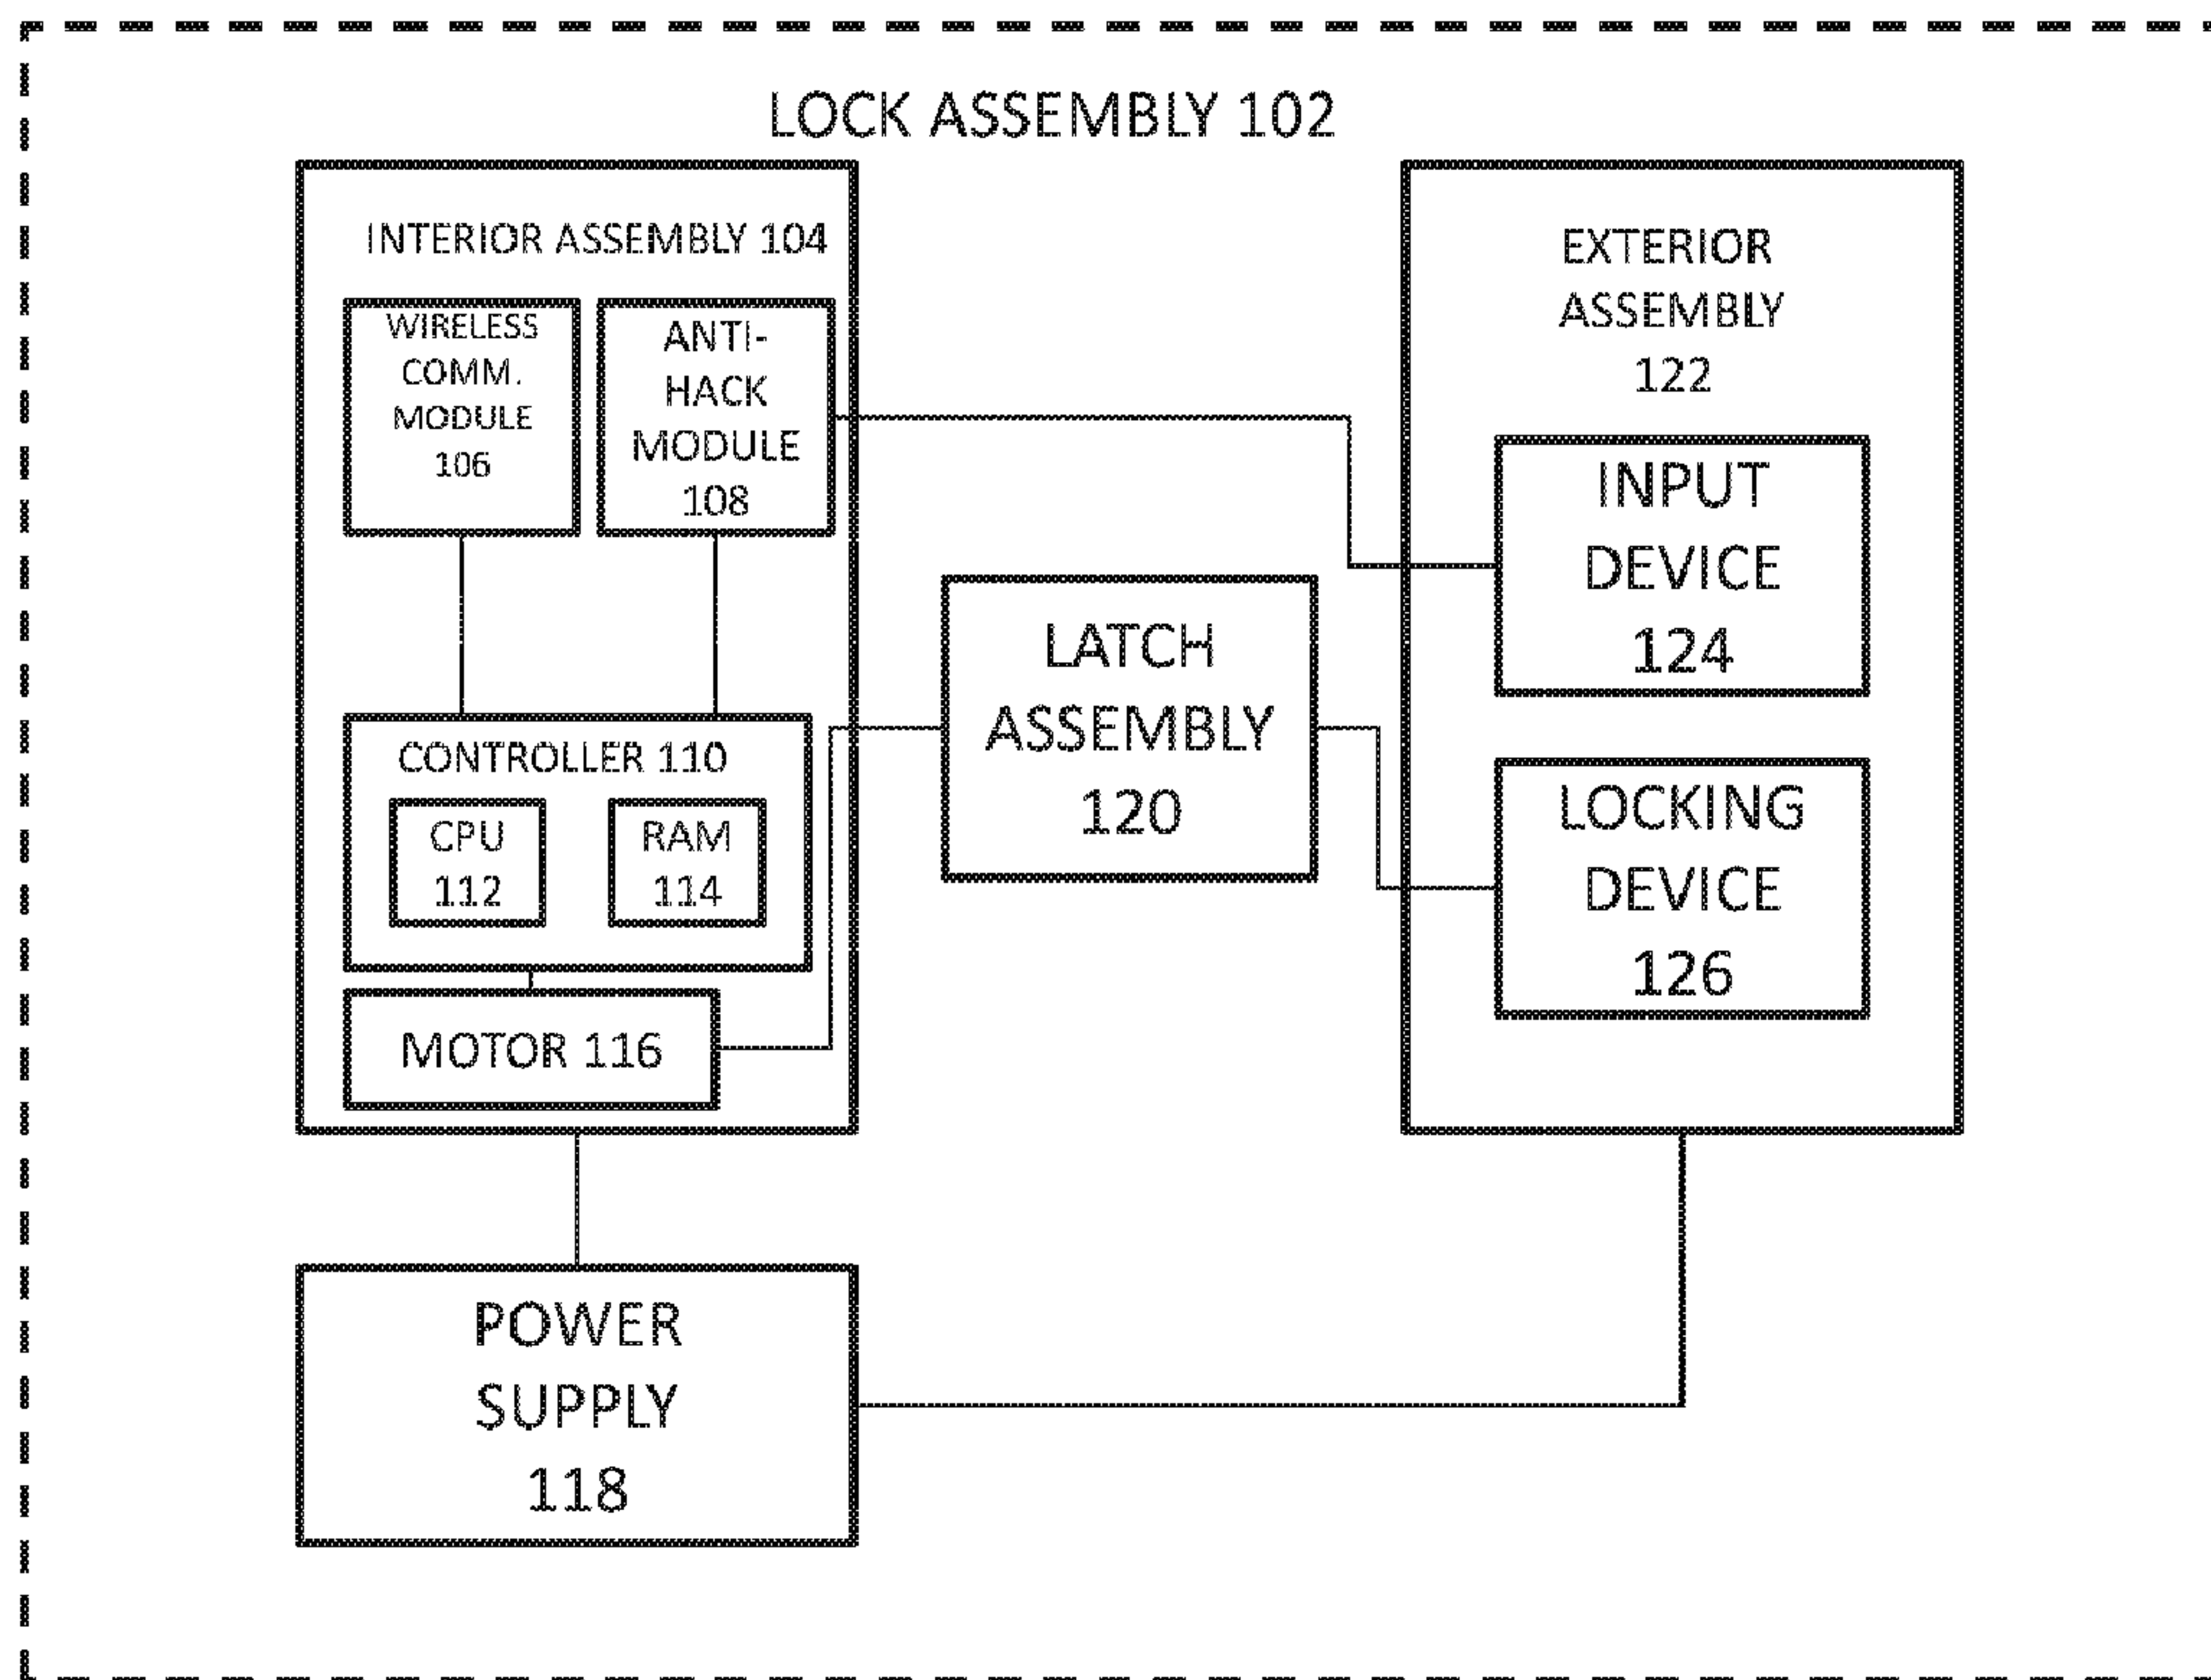 LOCK ASSEMBLY 102
INTERIOR ASSEMBLY 104
WIRELESS
COMM.
MODULE
106
ANTI-
HACK
MODULE
108
CONTROLLER 110
CPU
112
RAM
114
MOTOR 116
POWER
SUPPLY
118
LATCH
ASSEMBLY
120
EXTERIOR
ASSEMBLY
122
INPUT
DEVICE
124
LOCKING
DEVICE
126